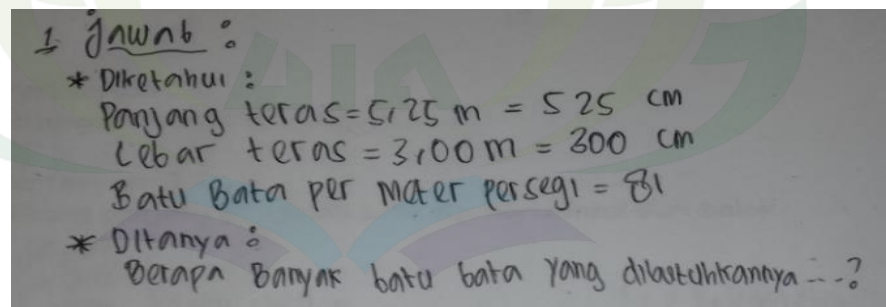 1. Jawab :
* Diketahui :
Panjang teras = 5,25 m = 525 cm
Lebar teras = 3,00 m = 300 cm
Batu Bata per Meter persegi = 81
* Ditanya :
Berapa Banyak batu bata yang dibutuhkannya ...?